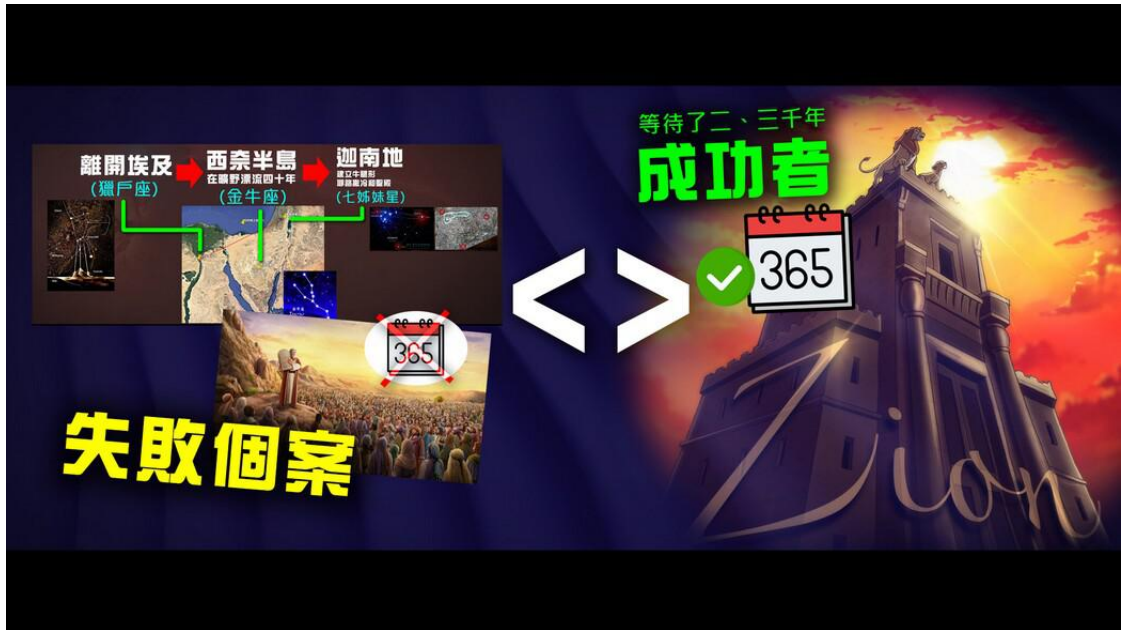 離開埃及
(獵戶座)
西奈半島
在曠野漂流四十年
(金牛座)
迦南地
(七姊妹星)
365
失敗個案
< >
等待了二、三千年
成功者
365
Zion